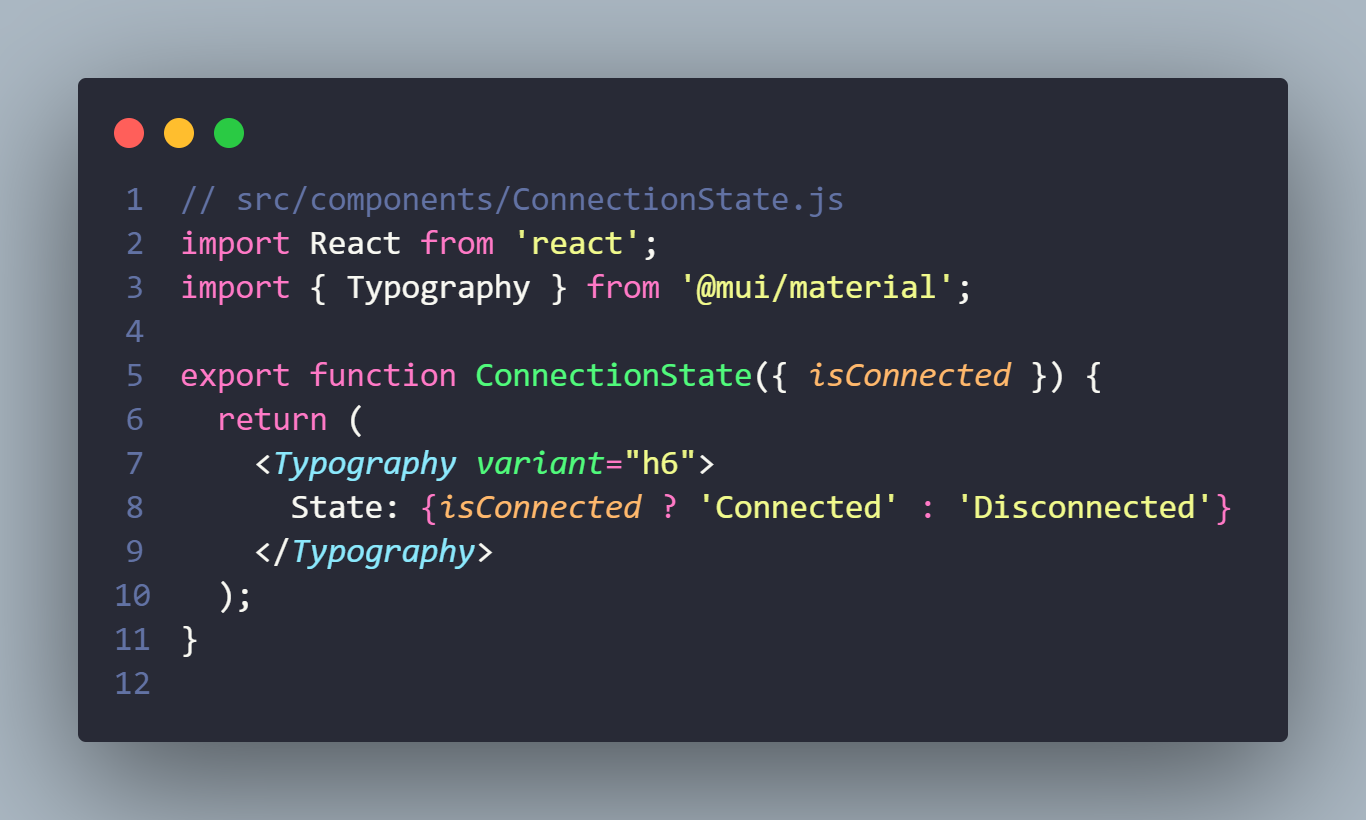 1 // src/components/ConnectionState.js
2 import React from 'react';
3 import { Typography } from '@mui/material';
4
5 export function ConnectionState({ isConnected }) {
6   return (
7     <Typography variant="h6">
8       State: {isConnected ? 'Connected' : 'Disconnected'}
9     </Typography>
10   );
11 }
12